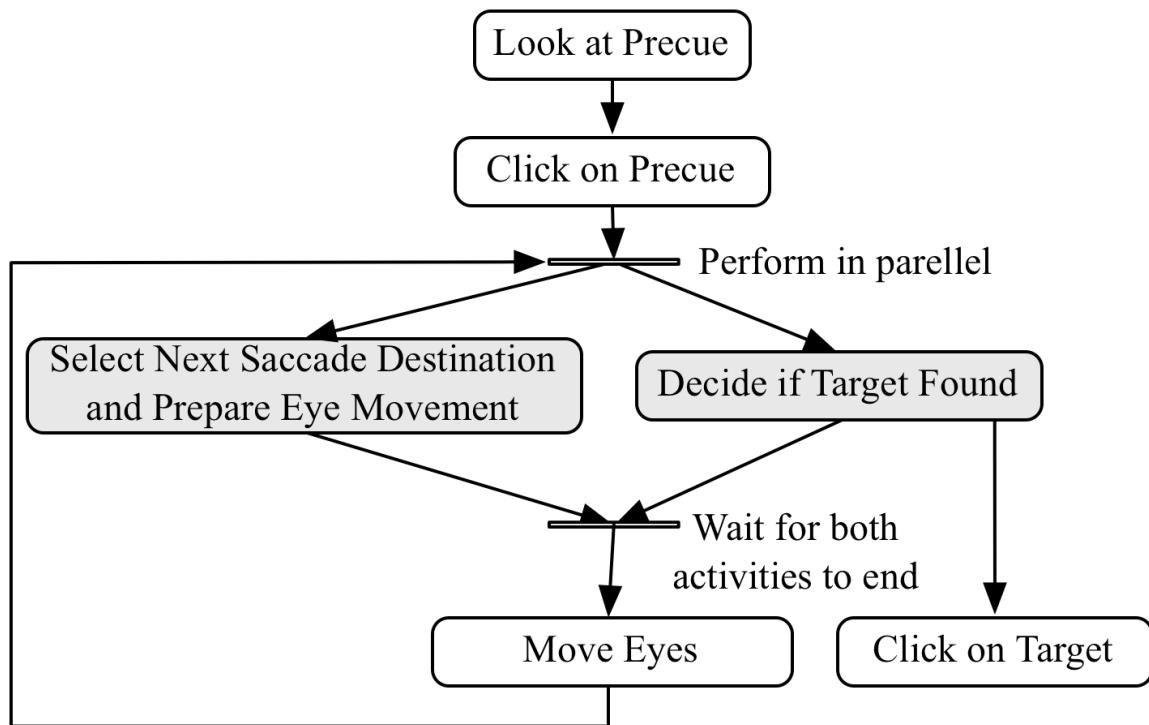 Look at Precue
Click on Precue
Perform in parellel
Select Next Saccade Destination
and Prepare Eye Movement
Decide if Target Found
Wait for both
activities to end
Move Eyes
Click on Target